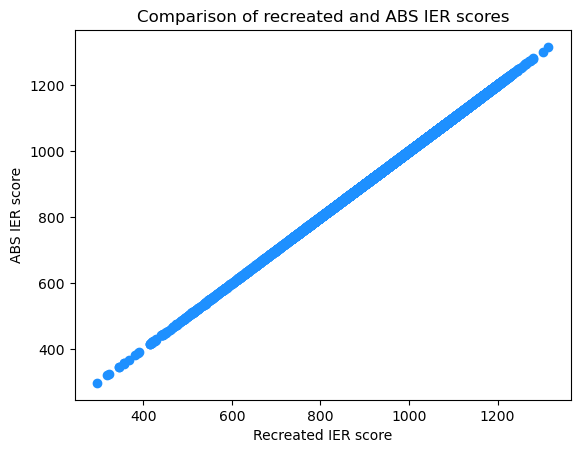 Comparison of recreated and ABS IER scores
1200
1000
800
600
400
ABS IER score
400 600 800 1000 1200
Recreated IER score